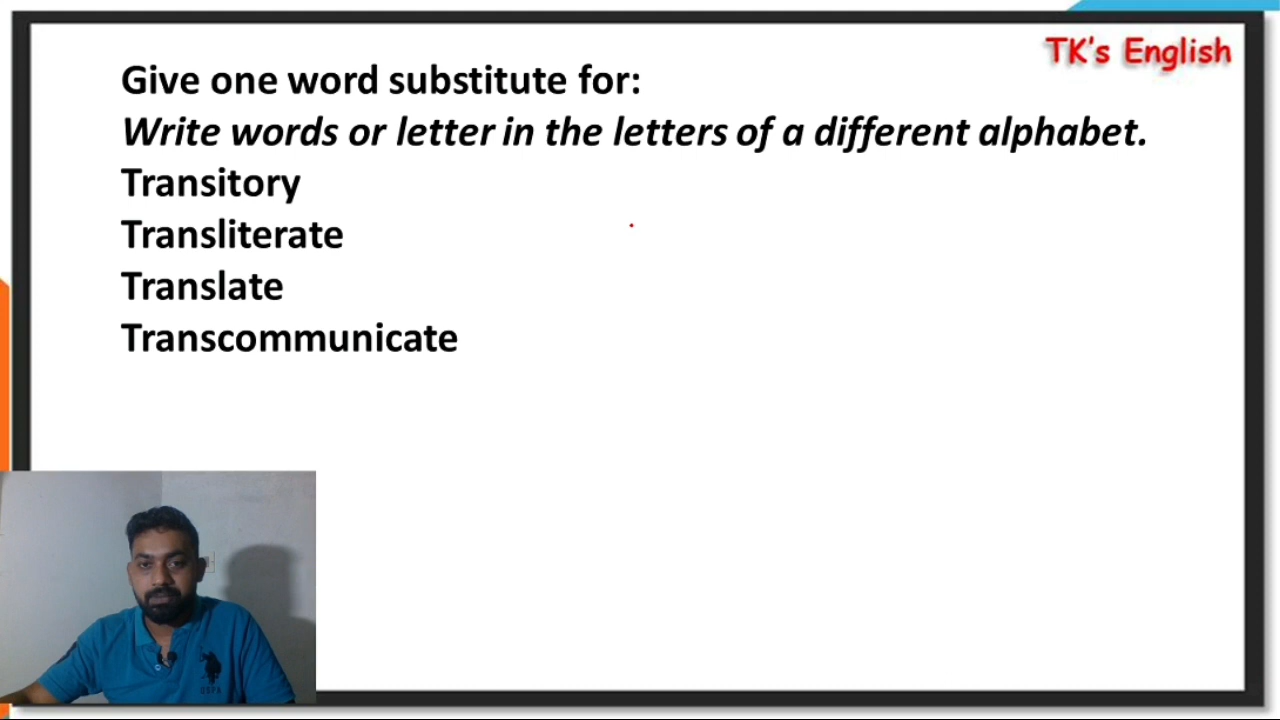 TK's English
Give one word substitute for:
Write words or letter in the letters of a different alphabet.
Transitory
Transliterate
Translate
Transcommunicate
USPA